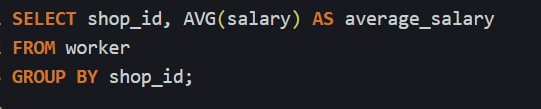 SELECT shop_id, AVG(salary) AS average_salary
FROM worker
GROUP BY shop_id;